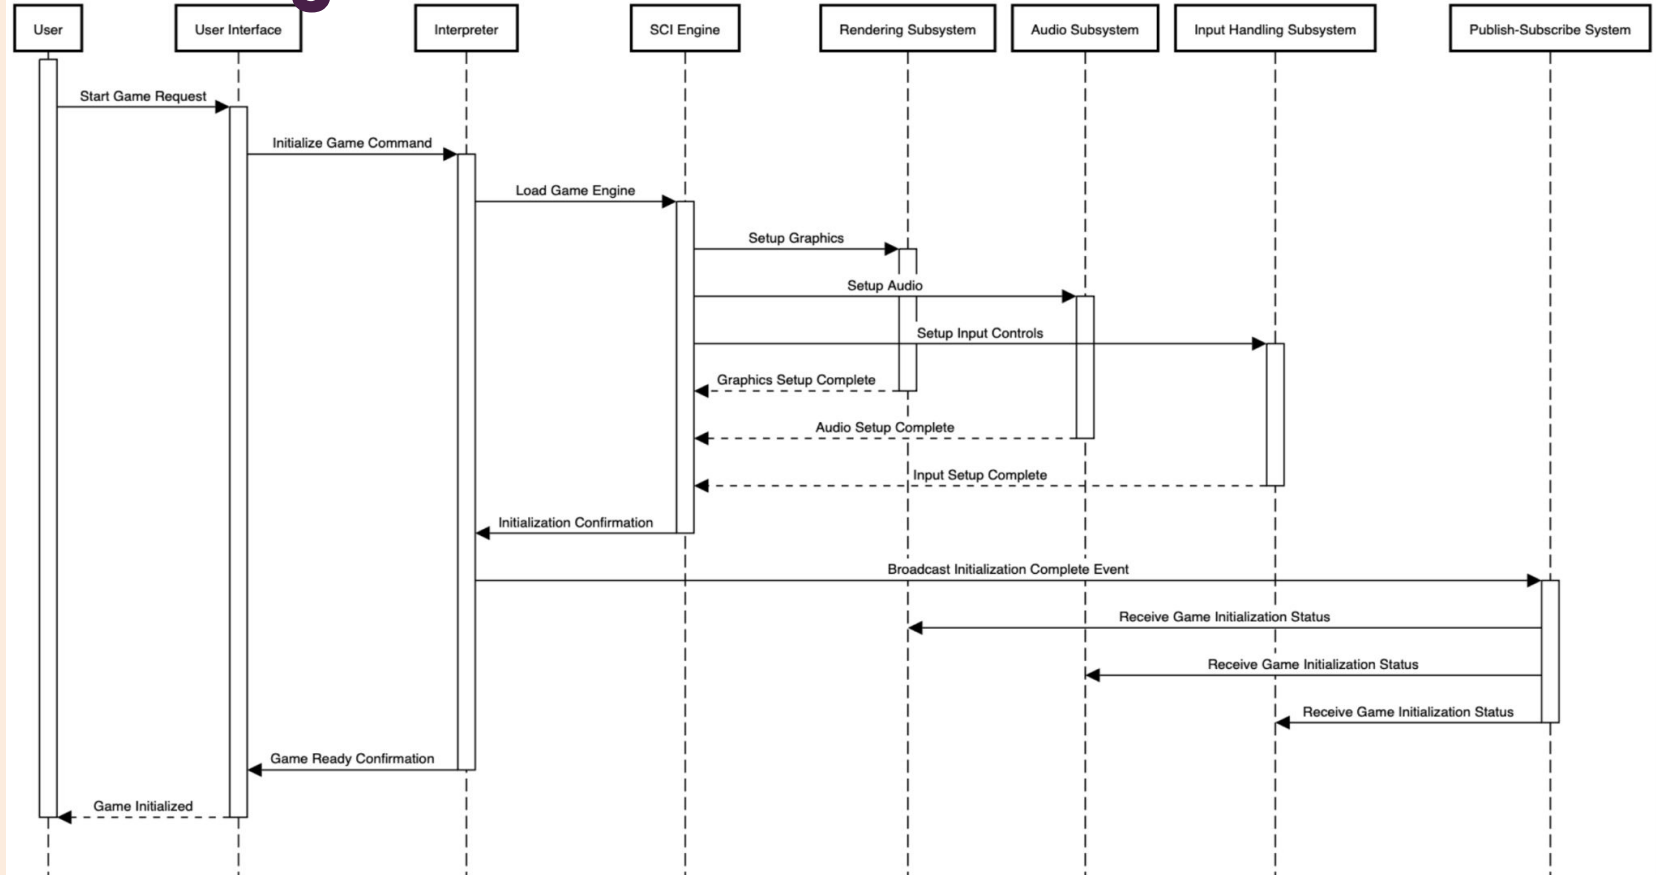 User
User Interface
Interpreter
SCI Engine
Rendering Subsystem
Audio Subsystem
Input Handling Subsystem
Publish-Subscribe System
Start Game Request
Initialize Game Command
Load Game Engine
Setup Graphics
Setup Audio
Setup Input Controls
Graphics Setup Complete
Audio Setup Complete
Input Setup Complete
Initialization Confirmation
Broadcast Initialization Complete Event
Receive Game Initialization Status
Receive Game Initialization Status
Receive Game Initialization Status
Game Ready Confirmation
Game Initialized